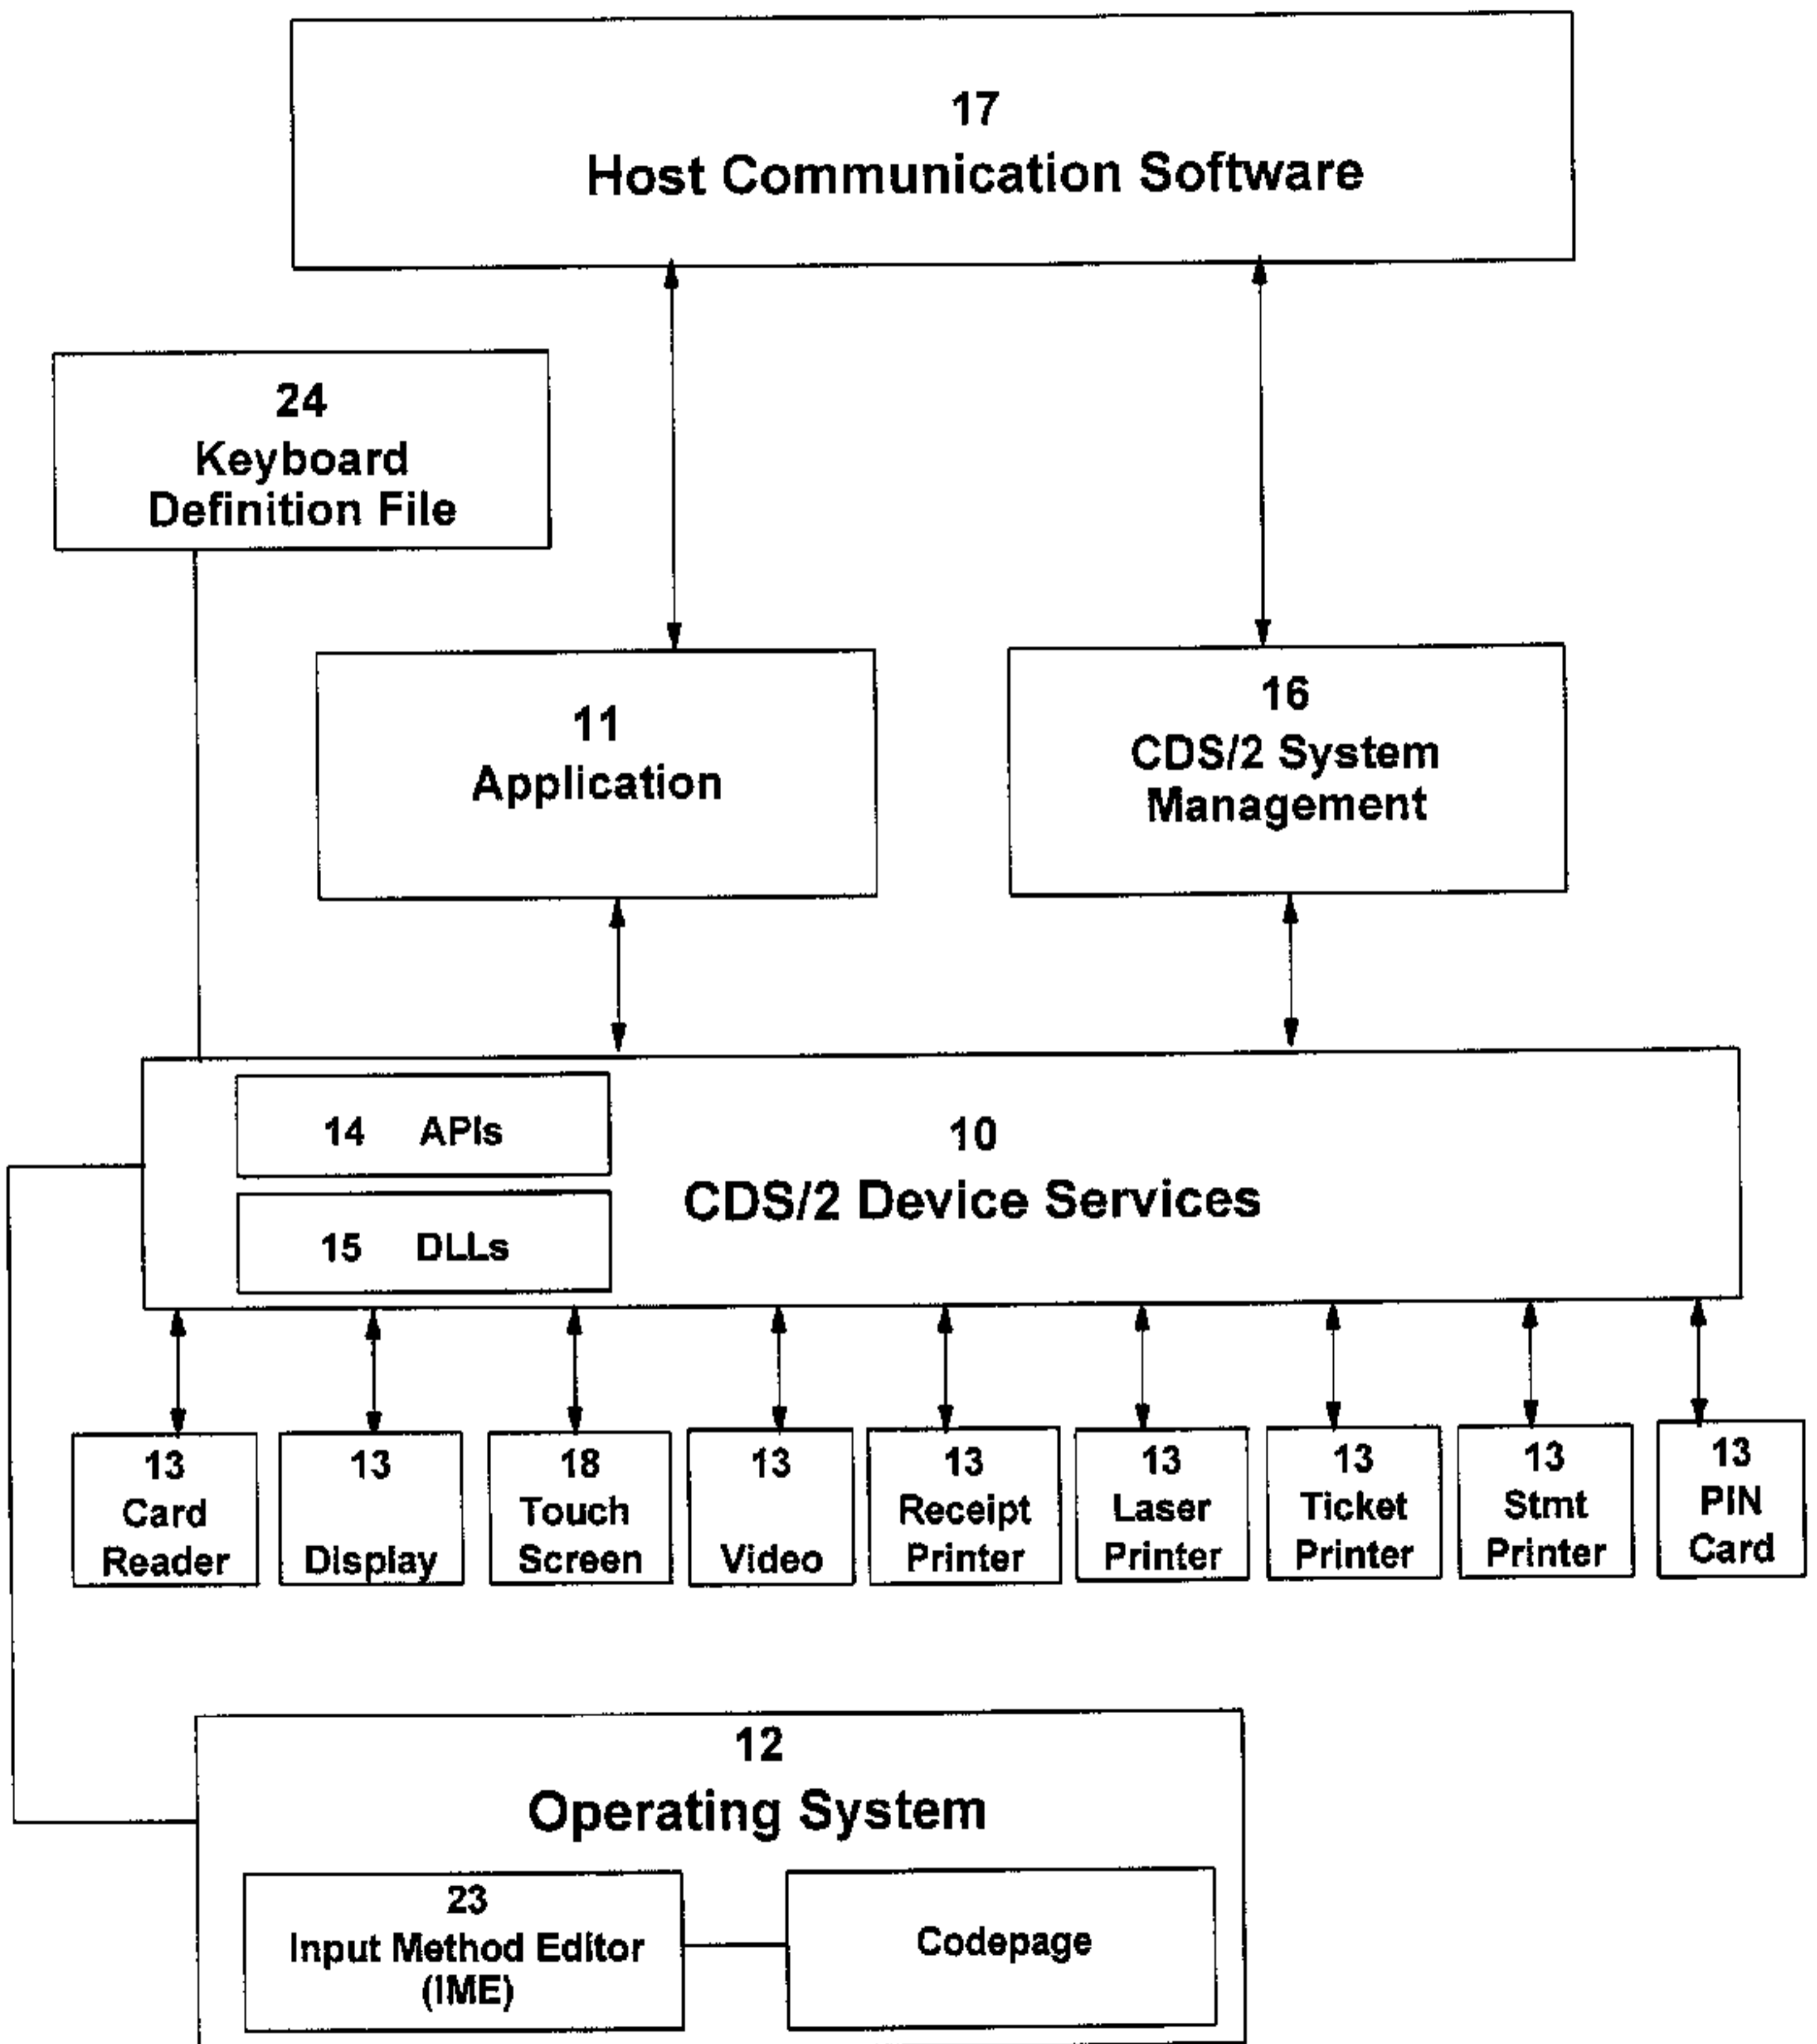 17
Host Communication Software
24
Keyboard
Definition File
11
Application
16
CDS/2 System
Management
14 APIs
10
CDS/2 Device Services
15 DLLs
13
Card
Reader
13
Display
18
Touch
Screen
13
Video
13
Receipt
Printer
13
Laser
Printer
13
Ticket
Printer
13
Stmt
Printer
13
PIN
Card
12
Operating System
23
Input Method Editor
(IME)
Codepage